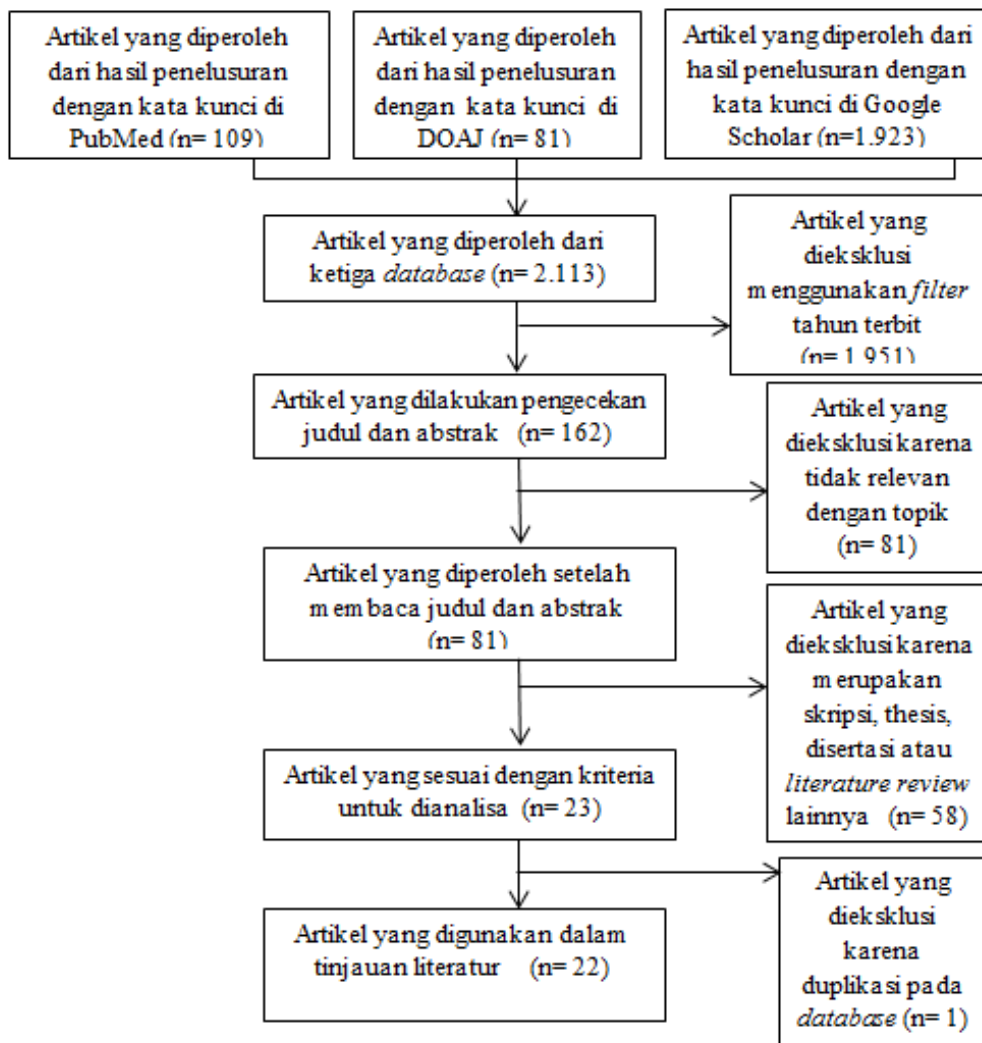 Artikel yang diperoleh
dari hasil penelusuran
dengan kata kunci di
PubMed (n= 109)
Artikel yang diperoleh
dari hasil penelusuran
dengan kata kunci di
DOAJ (n= 81)
Artikel yang diperoleh dari
hasil penelusuran dengan
kata kunci di Google
Scholar (n=1.923)
Artikel yang diperoleh dari
ketiga database (n= 2.113)
Artikel yang
dieksklusi
menggunakan filter
tahun terbit
(n= 1.951)
Artikel yang dilakukan pengecekan
judul dan abstrak (n= 162)
Artikel yang
dieksklusi karena
tidak relevan
dengan topik
(n= 81)
Artikel yang diperoleh setelah
membaca judul dan abstrak
(n= 81)
Artikel yang
dieksklusi karena
merupakan
skripsi, thesis,
disertasi atau
literature review
lainnya (n= 58)
Artikel yang sesuai dengan kriteria
untuk dianalisa (n= 23)
Artikel yang
dieksklusi
karena
duplikasi pada
database (n= 1)
Artikel yang digunakan dalam
tinjauan literatur (n= 22)